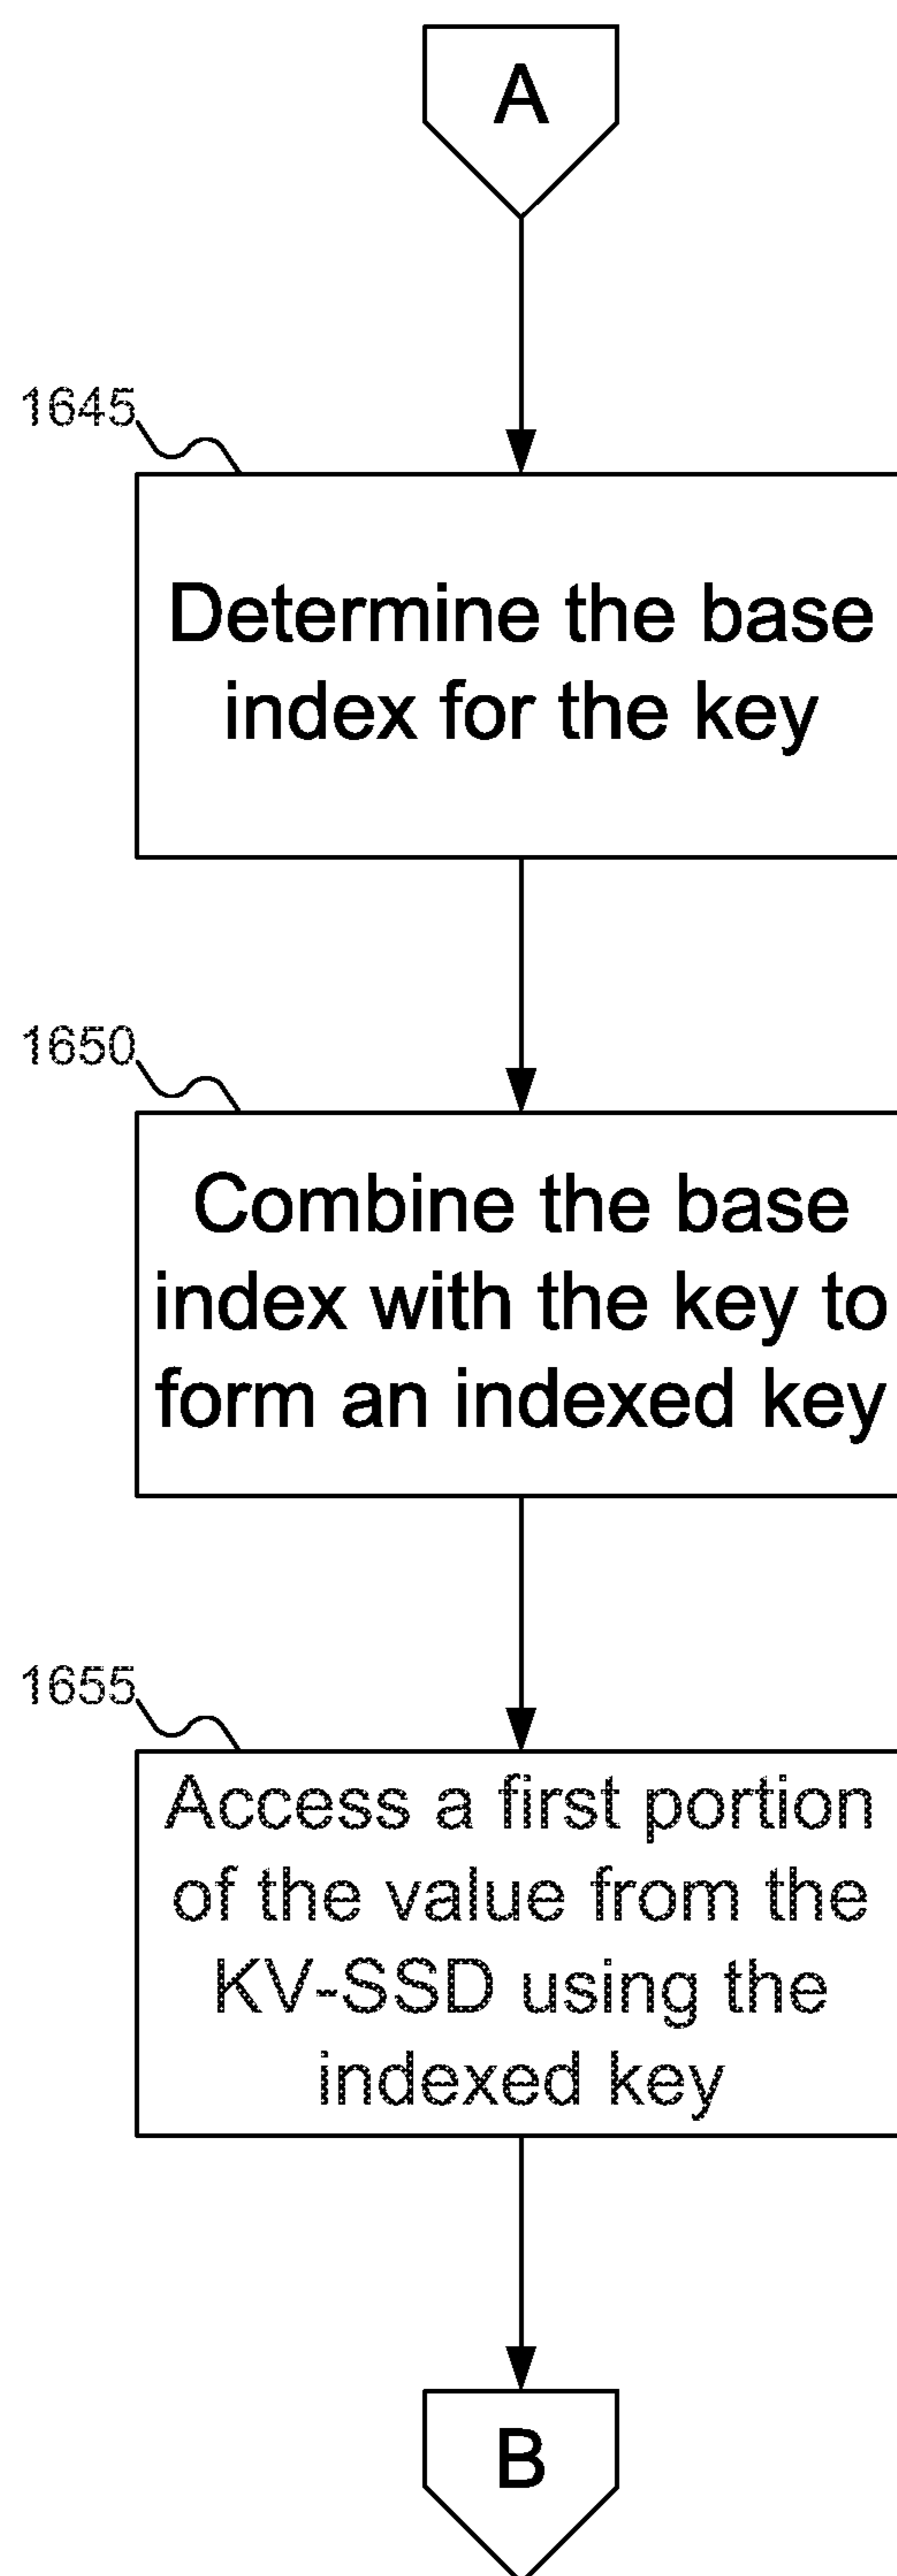 A
1645
Determine the base
index for the key
1650
Combine the base
index with the key to
form an indexed key
1655
Access a first portion
of the value from the
KV-SSD using the
indexed key
B